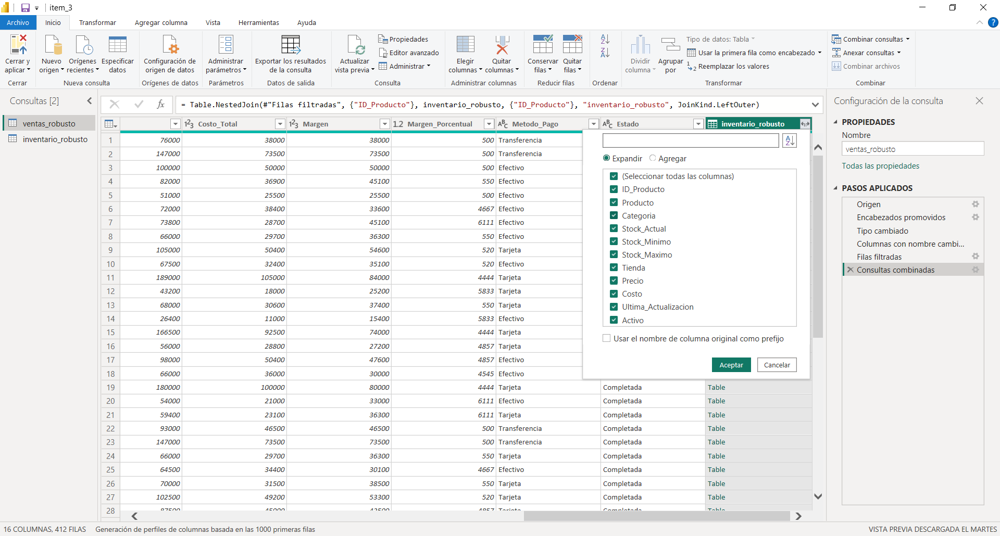 item_3
Archivo Inicio Transformar Agregar columna Vista Herramientas Ayuda
Cerrar y aplicar
Nuevo origen
Orígenes recientes
Especificar datos
Configuración de origen de datos
Administrar parámetros
Exportar los resultados de la consulta
Actualizar vista previa
Propiedades
Editor avanzado
Administrar
Elegir columnas
Quitar columnas
Conservar filas
Quitar filas
Dividir columna
Agrupar por
Tipo de datos: Tabla
Usar la primera fila como encabezado
Reemplazar los valores
Combinar consultas
Anexar consultas
Combinar archivos
Cerrar Nueva consulta Orígenes de datos Parámetros Datos de salida Consulta Administrar columnas Reducir filas Ordenar Transformar Combinar
Consultas [2]
ventas_robusto
inventario_robusto
fx = Table.NestedJoin(#"Filas filtradas", {"ID_Producto"}, inventario_robusto, {"ID_Producto"}, "inventario_robusto", JoinKind.LeftOuter)
1²3 Costo_Total 1²3 Margen 1.2 Margen_Porcentual ABC Metodo_Pago ABC Estado inventario_robusto
1 76000 38000 38000 500 Transferencia
2 147000 73500 73500 500 Transferencia
3 100000 50000 50000 500 Efectivo
4 82000 36900 45100 550 Efectivo
5 51000 25500 25500 500 Efectivo
6 72000 38400 33600 4667 Efectivo
7 73800 28700 45100 6111 Efectivo
8 66000 29700 36300 550 Efectivo
9 105000 50400 54600 520 Tarjeta
10 67500 32400 35100 520 Efectivo
11 189000 105000 84000 4444 Tarjeta
12 43200 18000 25200 5833 Tarjeta
13 68000 30600 37400 550 Tarjeta
14 26400 11000 15400 5833 Efectivo
15 166500 92500 74000 4444 Tarjeta
16 56000 28800 27200 4857 Tarjeta
17 98000 50400 47600 4857 Efectivo
18 66000 36000 30000 4545 Efectivo
19 180000 100000 80000 4444 Tarjeta Completada Table
20 54000 21000 33000 6111 Efectivo Completada Table
21 59400 23100 36300 6111 Tarjeta Completada Table
22 93000 46500 46500 500 Transferencia Completada Table
23 147000 73500 73500 500 Transferencia Completada Table
24 66000 29700 36300 550 Tarjeta Completada Table
25 64500 34400 30100 4667 Efectivo Completada Table
26 70000 31500 38500 550 Tarjeta Completada Table
27 102500 49200 53300 520 Tarjeta Completada Table
28 87500 45000 42500 4857 Tarjeta Completada Table
Expandir Agregar
(Seleccionar todas las columnas)
ID_Producto
Producto
Categoria
Stock_Actual
Stock_Minimo
Stock_Maximo
Tienda
Precio
Costo
Ultima_Actualizacion
Activo
Usar el nombre de columna original como prefijo
Aceptar Cancelar
Configuración de la consulta
PROPIEDADES
Nombre
ventas_robusto
Todas las propiedades
PASOS APLICADOS
Origen
Encabezados promovidos
Tipo cambiado
Columnas con nombre cambi...
Filas filtradas
Consultas combinadas
16 COLUMNAS, 412 FILAS Generación de perfiles de columnas basada en las 1000 primeras filas VISTA PREVIA DESCARGADA EL MARTES